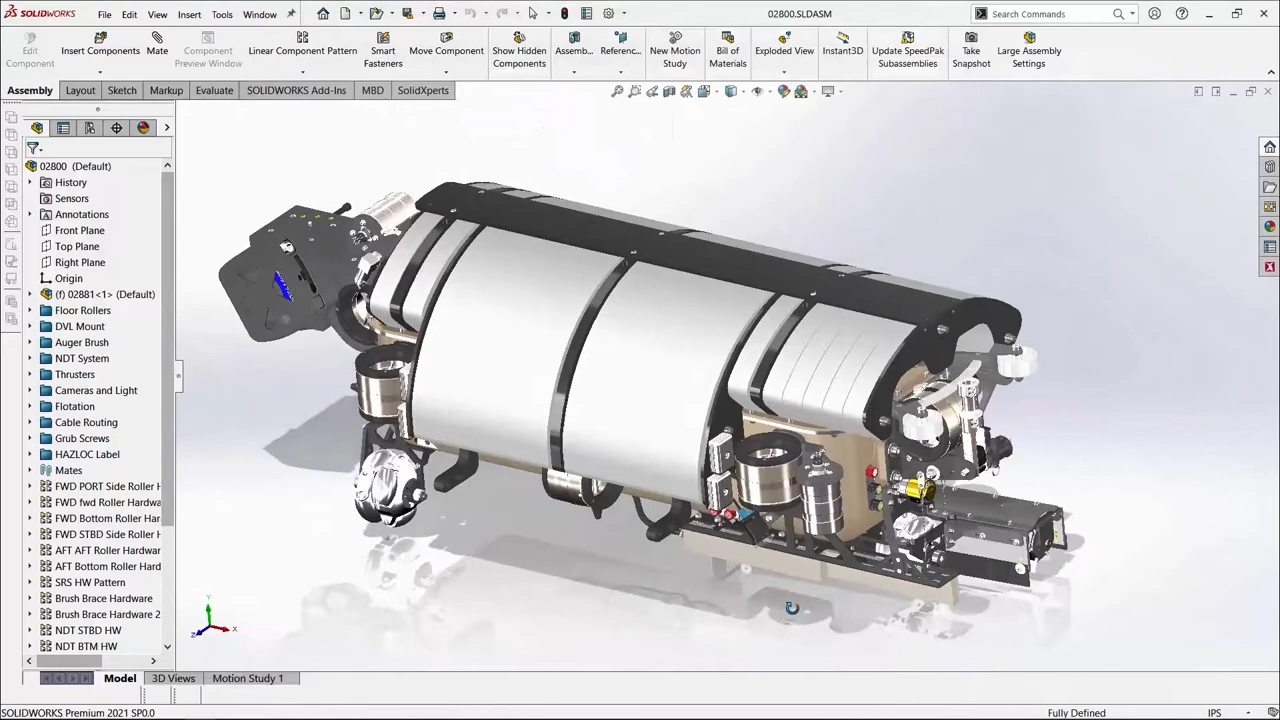 SOLIDWORKS File Edit View Insert Tools Window 02800.SLDASM Search Commands
Edit Component
Insert Components
Mate
Component Preview Window
Linear Component Pattern
Smart Fasteners
Move Component
Show Hidden Components
Assemb...
Referenc...
New Motion Study
Bill of Materials
Exploded View
Instant3D
Update SpeedPak Subassemblies
Take Snapshot
Large Assembly Settings
Assembly Layout Sketch Markup Evaluate SOLIDWORKS Add-Ins MBD SolidXperts
02800 (Default)
History
Sensors
Annotations
Front Plane
Top Plane
Right Plane
Origin
(f) 02881<1> (Default)
Floor Rollers
DVL Mount
Auger Brush
NDT System
Thrusters
Cameras and Light
Flotation
Cable Routing
Grub Screws
HAZLOC Label
Mates
FWD PORT Side Roller H
FWD fwd Roller Hardwa
FWD Bottom Roller Har
FWD STBD Side Roller H
AFT AFT Roller Hardwar
AFT Bottom Roller Hard
SRS HW Pattern
Brush Brace Hardware
Brush Brace Hardware 2
NDT STBD HW
NDT BTM HW
Y
Z X
Model 3D Views Motion Study 1
SOLIDWORKS Premium 2021 SP0.0 Fully Defined IPS